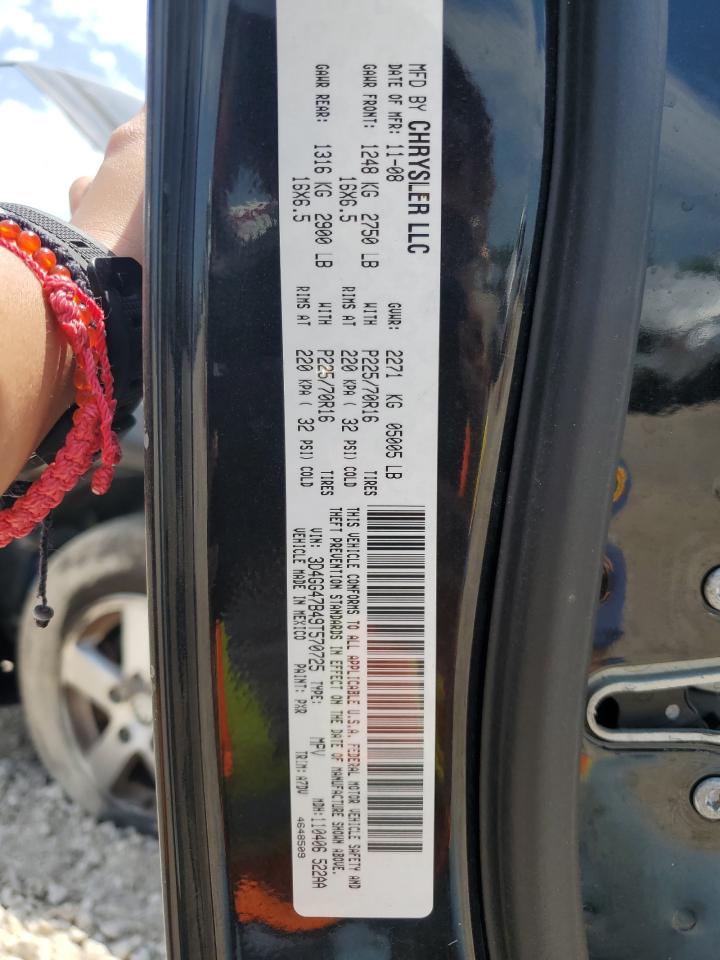 MFD BY CHRYSLER LLC
DATE OF MFR: 11-08 GVWR: 2271 KG 05005 LB
GAWR FRONT: 1248 KG 2750 LB WITH P225/70R16 TIRES
16X6.5 RIMS AT 220 KPA ( 32 PSI) COLD
GAWR REAR: 1316 KG 2900 LB WITH P225/70R16 TIRES
16X6.5 RIMS AT 220 KPA ( 32 PSI) COLD
THIS VEHICLE CONFORMS TO ALL APPLICABLE U.S.A. FEDERAL MOTOR VEHICLE SAFETY AND
THEFT PREVENTION STANDARDS IN EFFECT ON THE DATE OF MANUFACTURE SHOWN ABOVE.
VIN: 3D4GG47B49T570725 TYPE: MPV MDH:110406 522AA
VEHICLE MADE IN MEXICO PAINT: PXR TRIM: A7DV 4648509